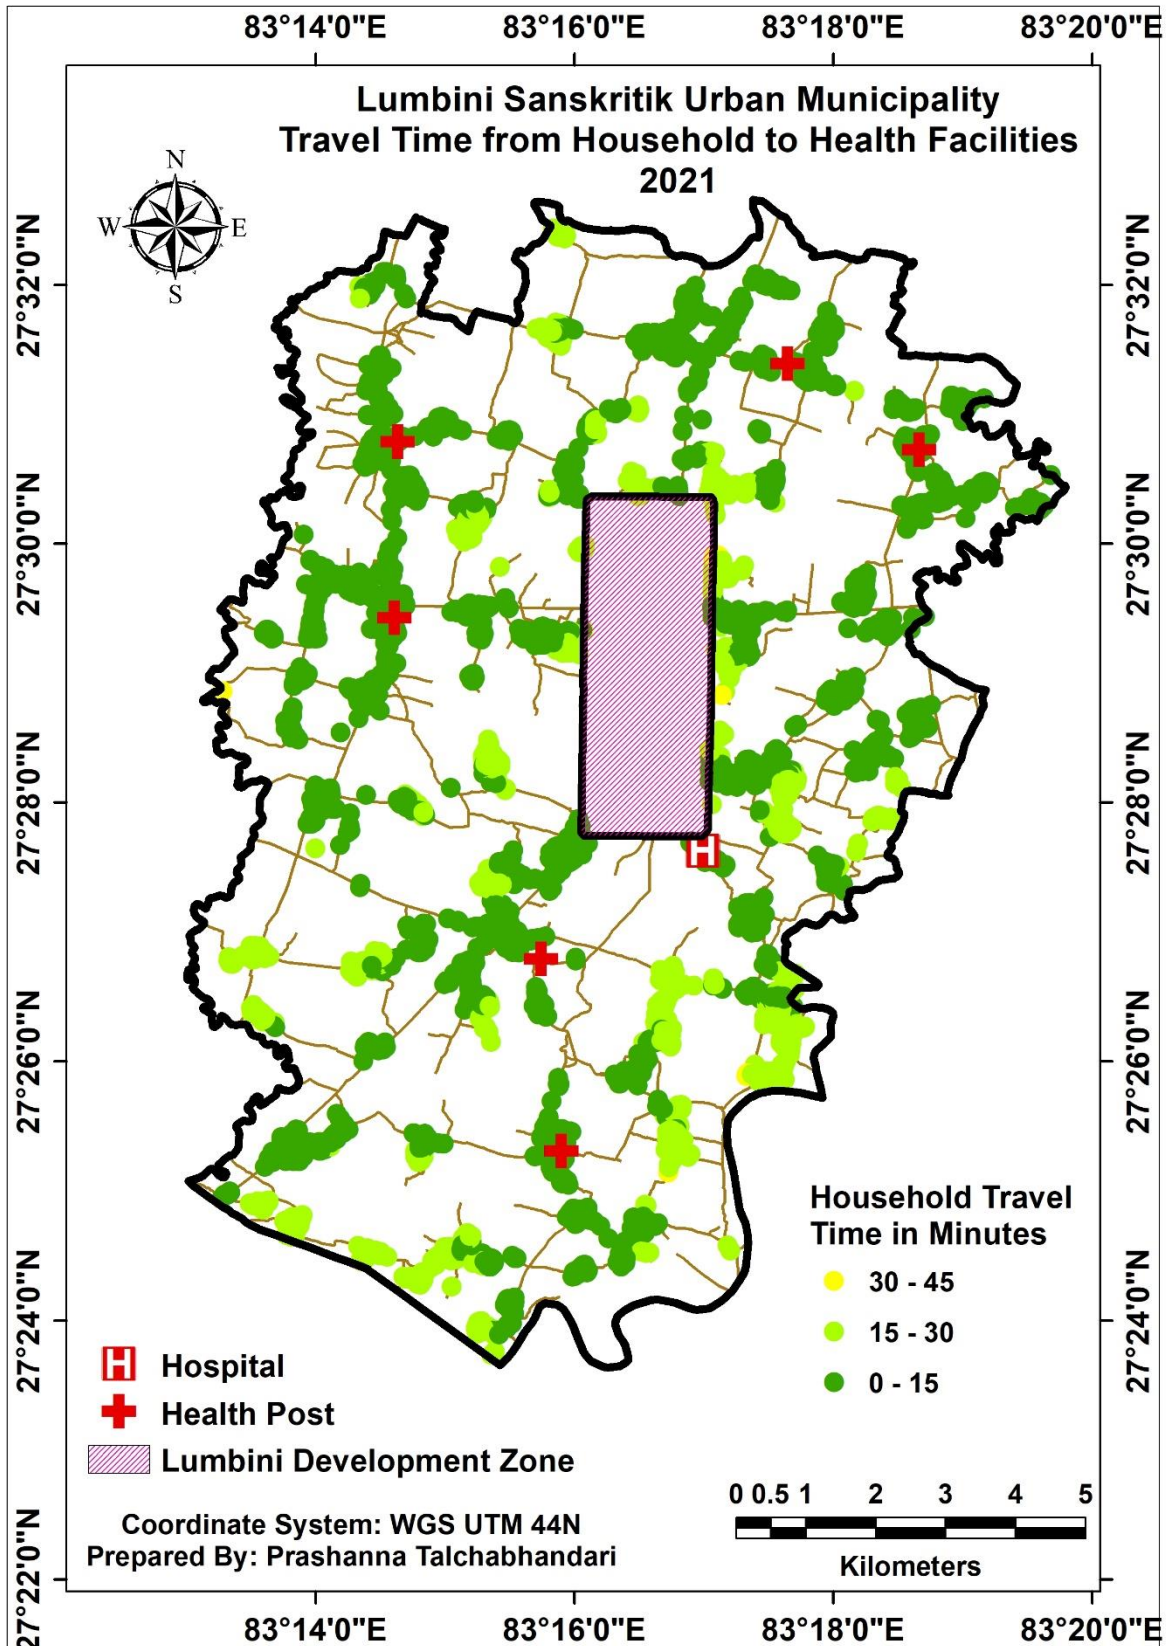 83°14'0"E 83°16'0"E 83°18'0"E 83°20'0"E
Lumbini Sanskritik Urban Municipality
Travel Time from Household to Health Facilities
2021
N
W E
S
27°32'0"N 27°32'0"N
27°30'0"N 27°30'0"N
27°28'0"N 27°28'0"N
H
27°26'0"N 27°26'0"N
Household Travel
Time in Minutes
30 - 45
15 - 30
0 - 15
27°24'0"N 27°24'0"N
H Hospital
Health Post
Lumbini Development Zone
0 0.5 1 2 3 4 5
Kilometers
Coordinate System: WGS UTM 44N
Prepared By: Prashanna Talchabhandari
27°22'0"N 27°22'0"N
83°14'0"E 83°16'0"E 83°18'0"E 83°20'0"E